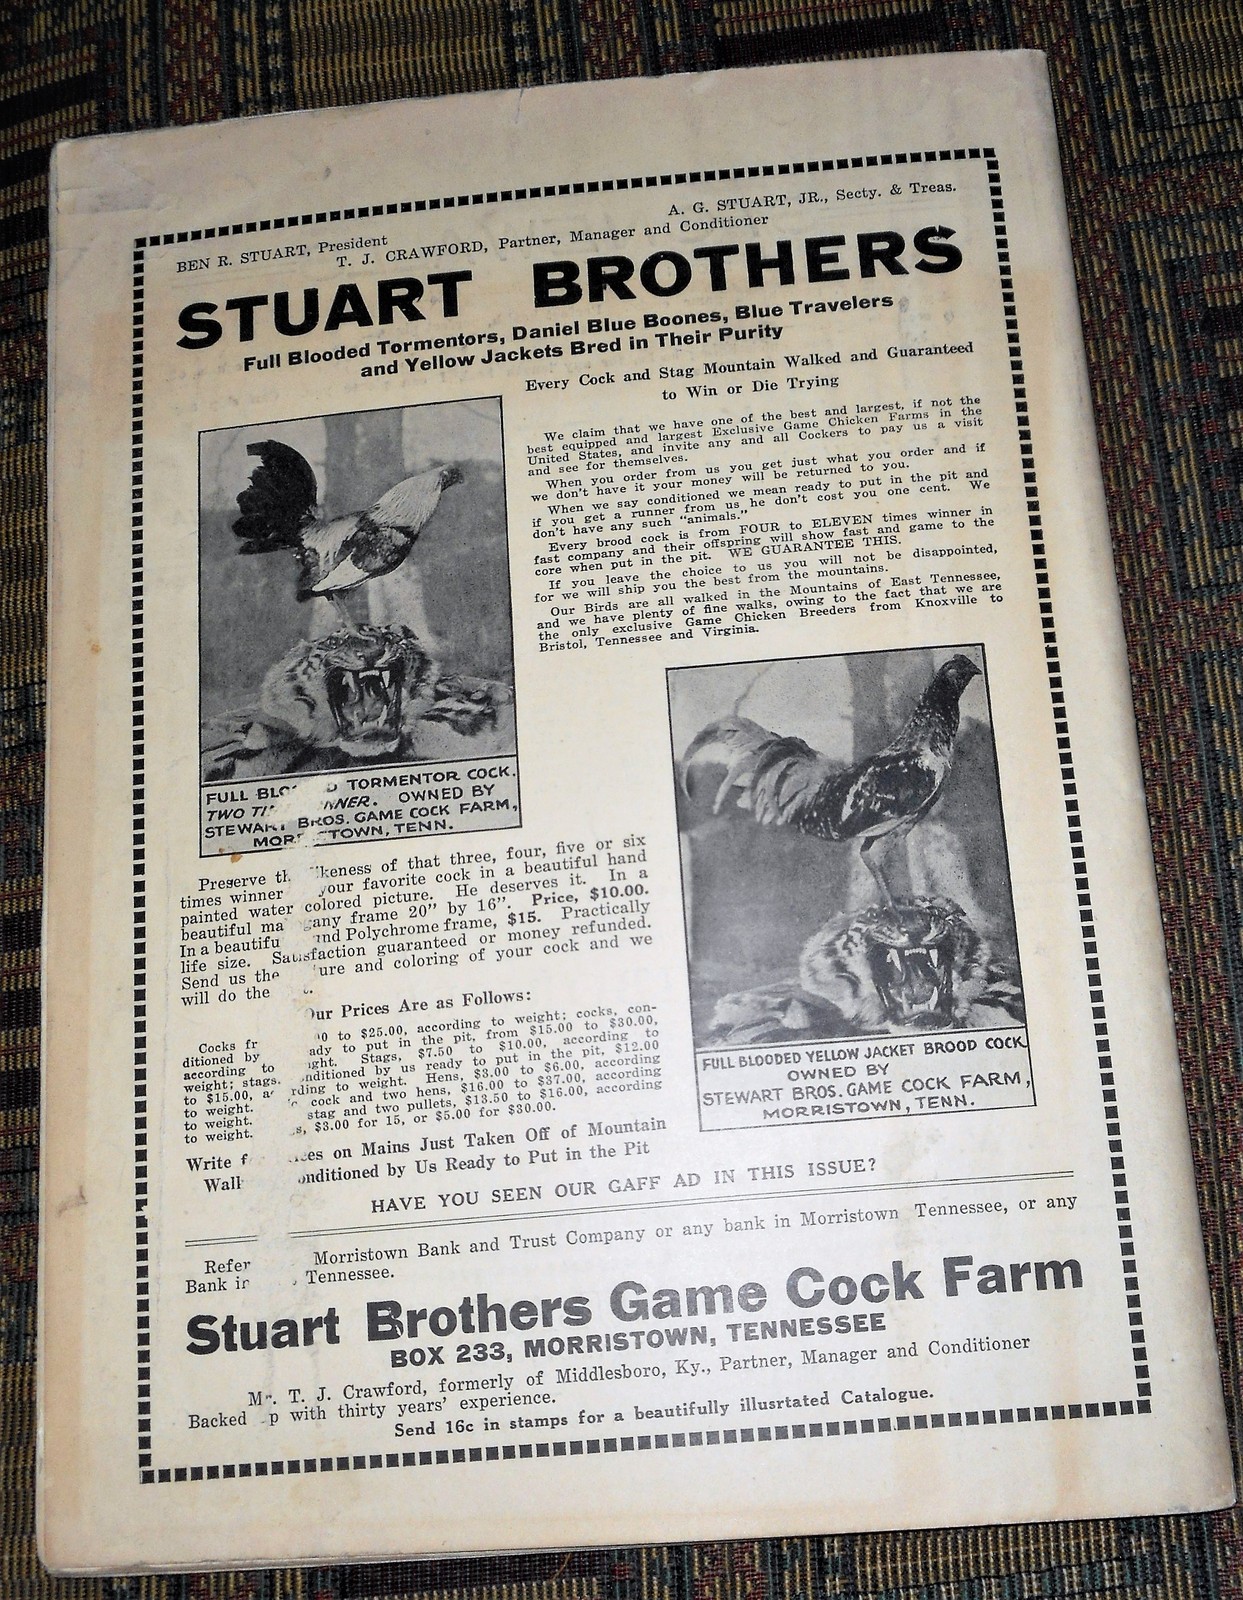 BEN R. STUART, President
A. G. STUART, JR., Secty. & Treas.
T. J. CRAWFORD, Partner, Manager and Conditioner
STUART BROTHERS
Full Blooded Tormentors, Daniel Blue Boones, Blue Travelers
and Yellow Jackets Bred in Their Purity
Every Cock and Stag Mountain Walked and Guaranteed
to Win or Die Trying
We claim that we have one of the best and largest, if not the
best equipped and largest Exclusive Game Chicken Farms in the
United States, and invite any and all Cockers to pay us a visit
and see for themselves.
When you order from us you get just what you order and if
we don't have it your money will be returned to you.
When we say conditioned we mean ready to put in the pit and
if you get a runner from us he don't cost you one cent. We
don't have any such "animals."
Every brood cock is from FOUR to ELEVEN times winner in
fast company and their offspring will show fast and game to the
core when put in the pit. WE GUARANTEE THIS.
If you leave the choice to us you will not be disappointed,
for we will ship you the best from the mountains.
Our Birds are all walked in the Mountains of East Tennessee,
and we have plenty of fine walks, owing to the fact that we are
the only exclusive Game Chicken Breeders from Knoxville to
Bristol, Tennessee and Virginia.
FULL TORMENTOR COCK.
TWO OWNED BY
STEWART BROS. GAME COCK FARM,
TENN.
Preserve of that three, four, five or six
times winner your favorite cock in a beautiful hand
painted water colored picture. He deserves it. In a
beautiful frame 20" by 16". Price, $10.00.
In a and Polychrome frame, $15. Practically
life size. Satisfaction guaranteed or money refunded.
Send us the and coloring of your cock and we
will do the
Our Prices Are as Follows:
Cocks to $25.00, according to weight; cocks, con-
ditioned by to put in the pit, from $15.00 to $30.00,
according to Stags, $7.50 to $10.00, according to
weight; stags, by us ready to put in the pit, $12.00
to $15.00, to weight. Hens, $3.00 to $6.00, according
to weight. cock and two hens, $16.00 to $37.00, according
to weight. stag and two pullets, $13.50 to $16.00, according
to weight. $3.00 for 15, or $5.00 for $30.00.
Write on Mains Just Taken Off of Mountain
by Us Ready to Put in the Pit
FULL BLOODED YELLOW JACKET BROOD COCK
OWNED BY
STEWART BROS. GAME COCK FARM,
MORRISTOWN, TENN.
HAVE YOU SEEN OUR GAFF AD IN THIS ISSUE?
Morristown Bank and Trust Company or any bank in Morristown Tennessee, or any
Bank in Tennessee.
Stuart Brothers Game Cock Farm
BOX 233, MORRISTOWN, TENNESSEE
Mr. T. J. Crawford, formerly of Middlesboro, Ky., Partner, Manager and Conditioner
Backed with thirty years' experience.
Send 16c in stamps for a beautifully illusrtated Catalogue.